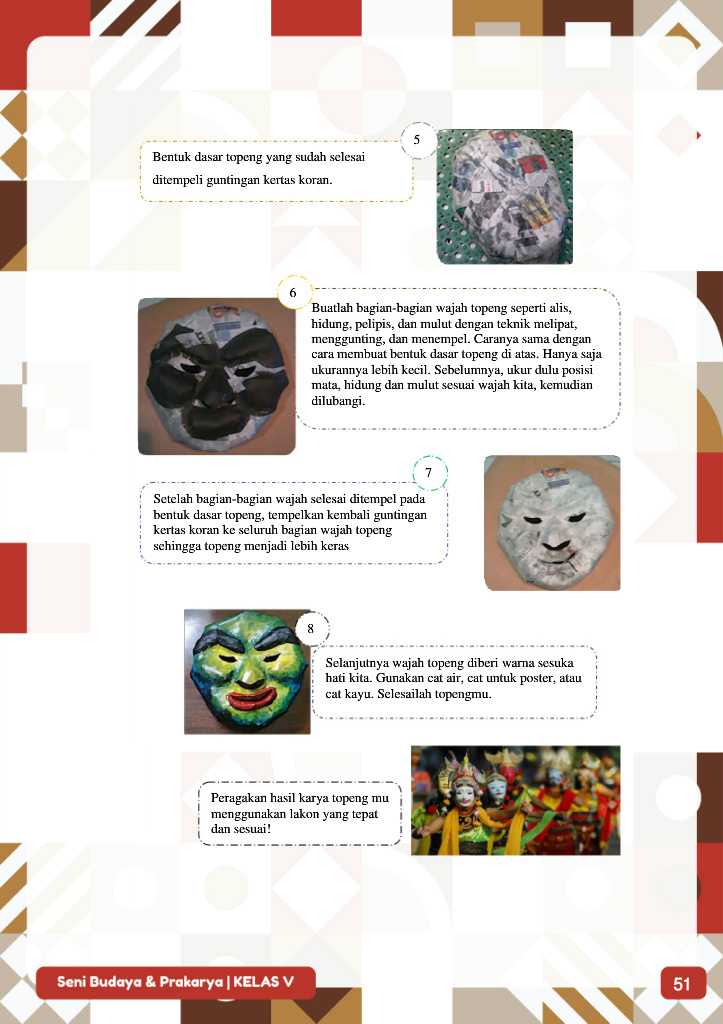 5
Bentuk dasar topeng yang sudah selesai
ditempeli guntingan kertas koran.
6
Buatlah bagian-bagian wajah topeng seperti alis,
hidung, pelipis, dan mulut dengan teknik melipat,
menggunting, dan menempel. Caranya sama dengan
cara membuat bentuk dasar topeng di atas. Hanya saja
ukurannya lebih kecil. Sebelumnya, ukur dulu posisi
mata, hidung dan mulut sesuai wajah kita, kemudian
dilubangi.
7
Setelah bagian-bagian wajah selesai ditempel pada
bentuk dasar topeng, tempelkan kembali guntingan
kertas koran ke seluruh bagian wajah topeng
sehingga topeng menjadi lebih keras
8
Selanjutnya wajah topeng diberi warna sesuka
hati kita. Gunakan cat air, cat untuk poster, atau
cat kayu. Selesailah topengmu.
Peragakan hasil karya topeng mu
menggunakan lakon yang tepat
dan sesuai!
Seni Budaya & Prakarya | KELAS V
51